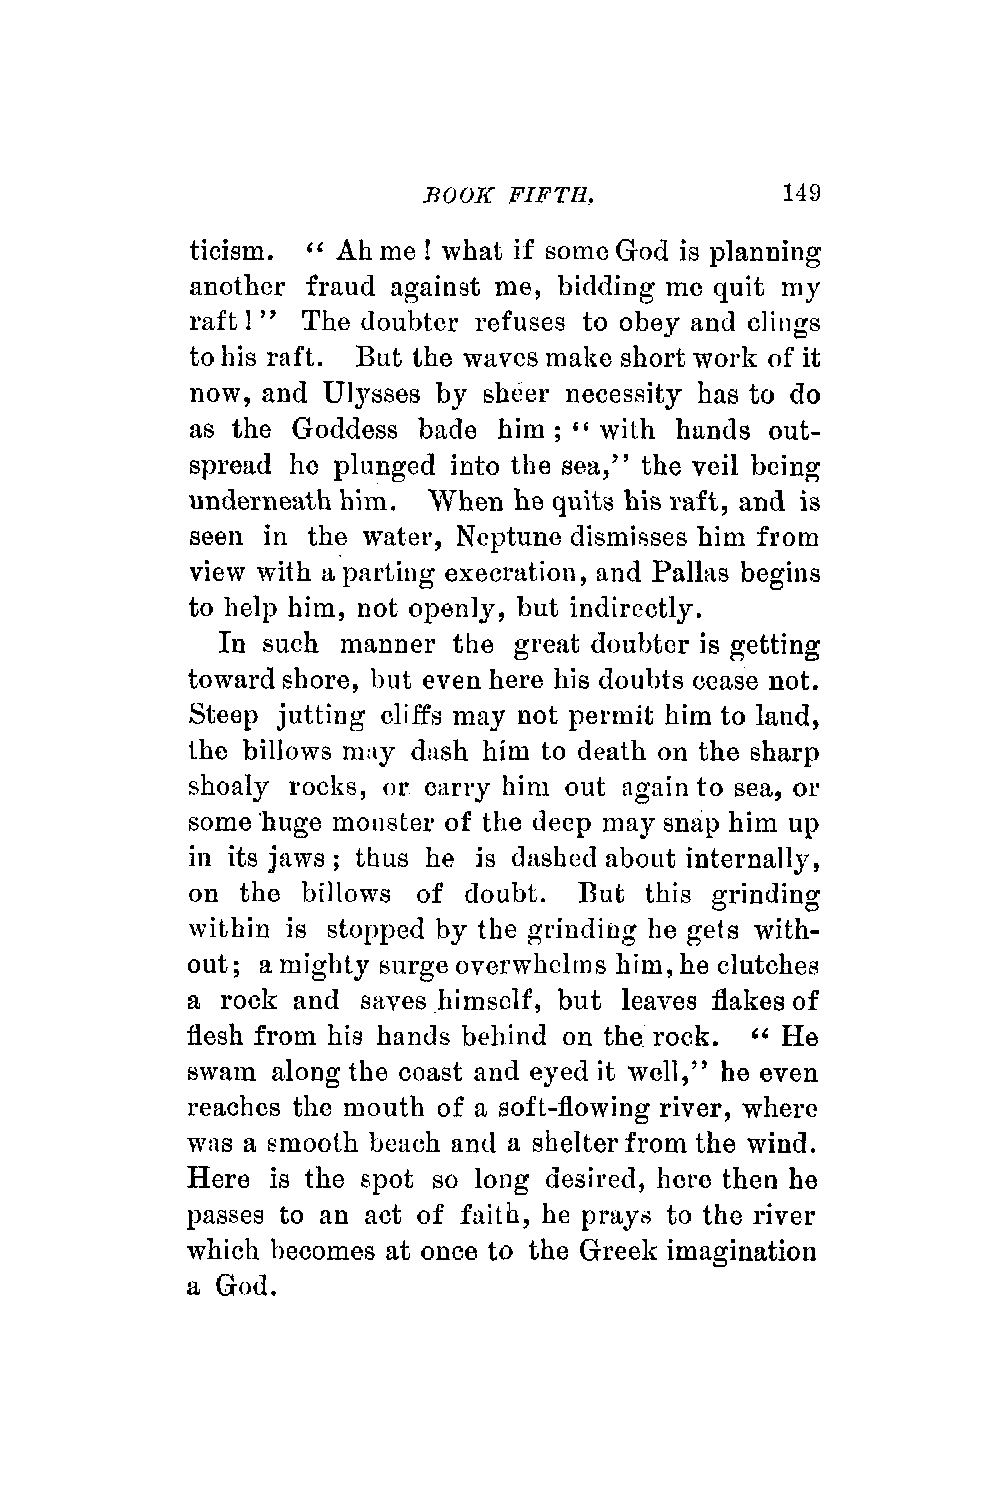 BOOK FIFTH. 149
ticism. “ Ah me ! what if some God is planning
another fraud against me, bidding me quit my
raft ! ” The doubter refuses to obey and clings
to his raft. But the waves make short work of it
now, and Ulysses by sheer necessity has to do
as the Goddess bade him ; “ with hands out-
spread he plunged into the sea,” the veil being
underneath him. When he quits his raft, and is
seen in the water, Neptune dismisses him from
view with a parting execration, and Pallas begins
to help him, not openly, but indirectly.
In such manner the great doubter is getting
toward shore, but even here his doubts cease not.
Steep jutting cliffs may not permit him to land,
the billows may dash him to death on the sharp
shoaly rocks, or carry him out again to sea, or
some huge monster of the deep may snap him up
in its jaws ; thus he is dashed about internally,
on the billows of doubt. But this grinding
within is stopped by the grinding he gets with-
out ; a mighty surge overwhelms him, he clutches
a rock and saves himself, but leaves flakes of
flesh from his hands behind on the rock. “ He
swam along the coast and eyed it well,” he even
reaches the mouth of a soft-flowing river, where
was a smooth beach and a shelter from the wind.
Here is the spot so long desired, here then he
passes to an act of faith, he prays to the river
which becomes at once to the Greek imagination
a God.